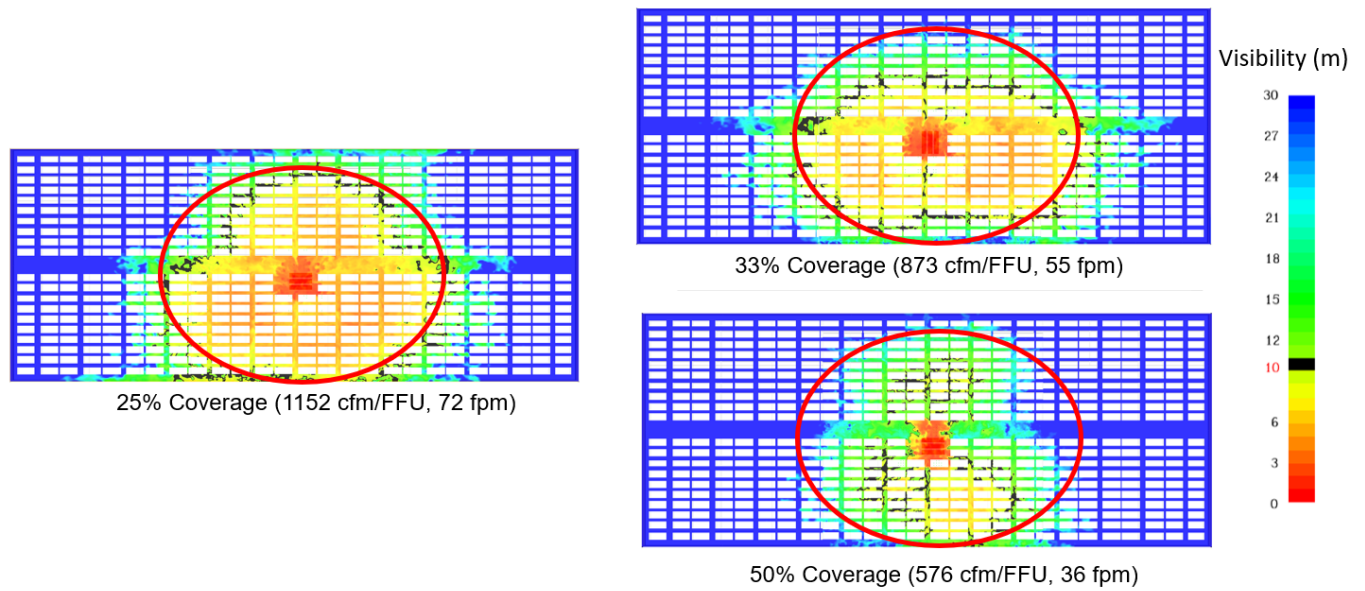 Visibility (m)
30
27
24
21
18
15
12
10
6
3
0
33% Coverage (873 cfm/FFU, 55 fpm)
25% Coverage (1152 cfm/FFU, 72 fpm)
50% Coverage (576 cfm/FFU, 36 fpm)